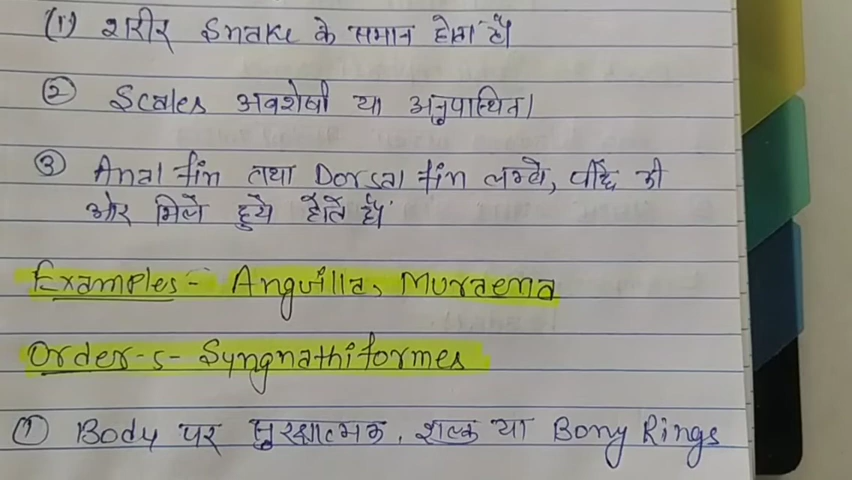 (1) शरीर Snake के समान होता है।
② Scales अवशेषी या अनुपास्थित।
③ Anal fin तथा Dorsal fin लम्बे, पीछे की
ओर मिले हुये होते हैं।
Examples- Anguilla, Muraena
Order-5- Syngnathiformes
① Body पर सुरक्षात्मक, शल्क या Bony Rings